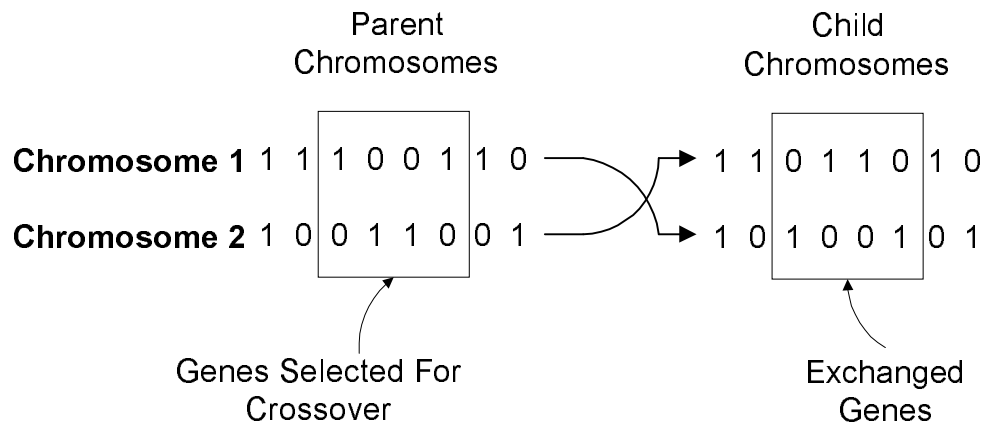 Parent
Chromosomes
Child
Chromosomes
Chromosome 1 1 1 1 0 0 1 1 0
1 1 0 1 1 0 1 0
Chromosome 2 1 0 0 1 1 0 0 1
1 0 1 0 0 1 0 1
Genes Selected For
Crossover
Exchanged
Genes